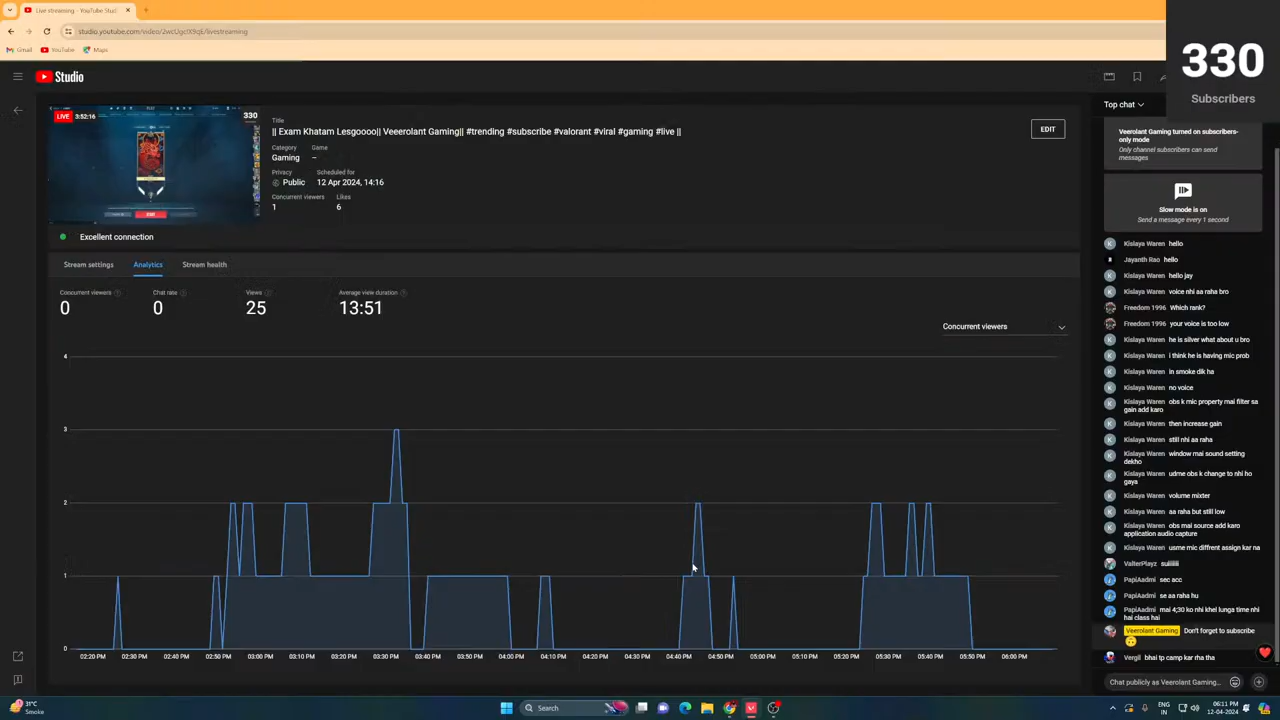 Live streaming - YouTube Stud
studio.youtube.com/video/2wcUgcIX9qE/livestreaming
Gmail YouTube Maps
330
Subscribers
Studio
LIVE 3:52:16
330
Title
|| Exam Khatam Lesgoooo|| Veeerolant Gaming|| #trending #subscribe #valorant #viral #gaming #live ||
EDIT
Category Game
Gaming –
Privacy Scheduled for
Public 12 Apr 2024, 14:16
Concurrent viewers Likes
1 6
Excellent connection
Stream settings Analytics Stream health
Concurrent viewers Chat rate Views Average view duration
0 0 25 13:51
Concurrent viewers
4
3
2
1
0
02:20 PM 02:30 PM 02:40 PM 02:50 PM 03:00 PM 03:10 PM 03:20 PM 03:30 PM 03:40 PM 03:50 PM 04:00 PM 04:10 PM 04:20 PM 04:30 PM 04:40 PM 04:50 PM 05:00 PM 05:10 PM 05:20 PM 05:30 PM 05:40 PM 05:50 PM 06:00 PM
Top chat
Veerolant Gaming turned on subscribers-
only mode
Only channel subscribers can send
messages
Slow mode is on
Send a message every 1 second
Kislaya Waren hello
Jayanth Rao hello
Kislaya Waren hello jay
Kislaya Waren voice nhi aa raha bro
Freedom 1996 Which rank?
Freedom 1996 your voice is too low
Kislaya Waren he is silver what about u bro
Kislaya Waren i think he is having mic prob
Kislaya Waren in smoke dik ha
Kislaya Waren no voice
Kislaya Waren obs k mic property mai filter sa
gain add karo
Kislaya Waren then increase gain
Kislaya Waren still nhi aa raha
Kislaya Waren window mai sound setting
dekho
Kislaya Waren udme obs k change to nhi ho
gaya
Kislaya Waren volume mixter
Kislaya Waren aa raha but still low
Kislaya Waren obs mai source add karo
application audio capture
Kislaya Waren usme mic diffrent assign kar na
ValterPlayz suiiiiiii
PapiAadmi sec acc
PapiAadmi se aa raha hu
PapiAadmi mai 4;30 ko nhi khel lunga time nhi
hai class hai
Veerolant Gaming Don't forget to subscribe
Vergil bhai tp camp kar rha tha
Chat publicly as Veerolant Gaming...
31°C
Smoke
Search
ENG
IN
06:11 PM
12-04-2024